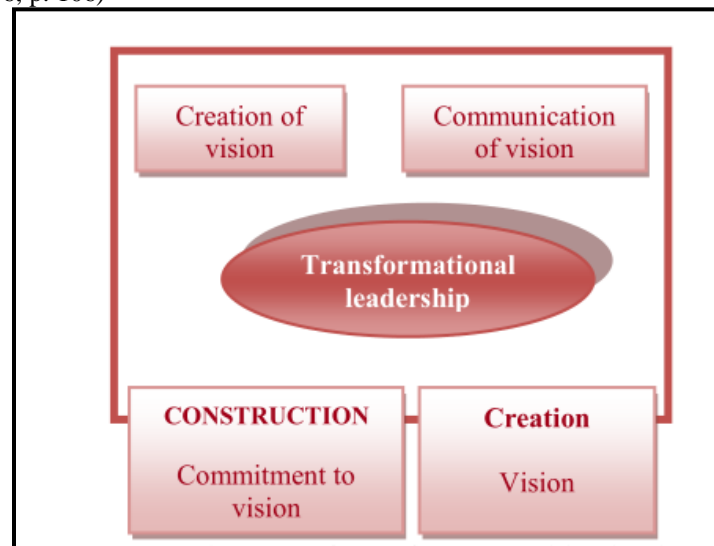 p.
Creation of
vision
Communication
of vision
Transformational
leadership
CONSTRUCTION
Commitment to
vision
Creation
Vision